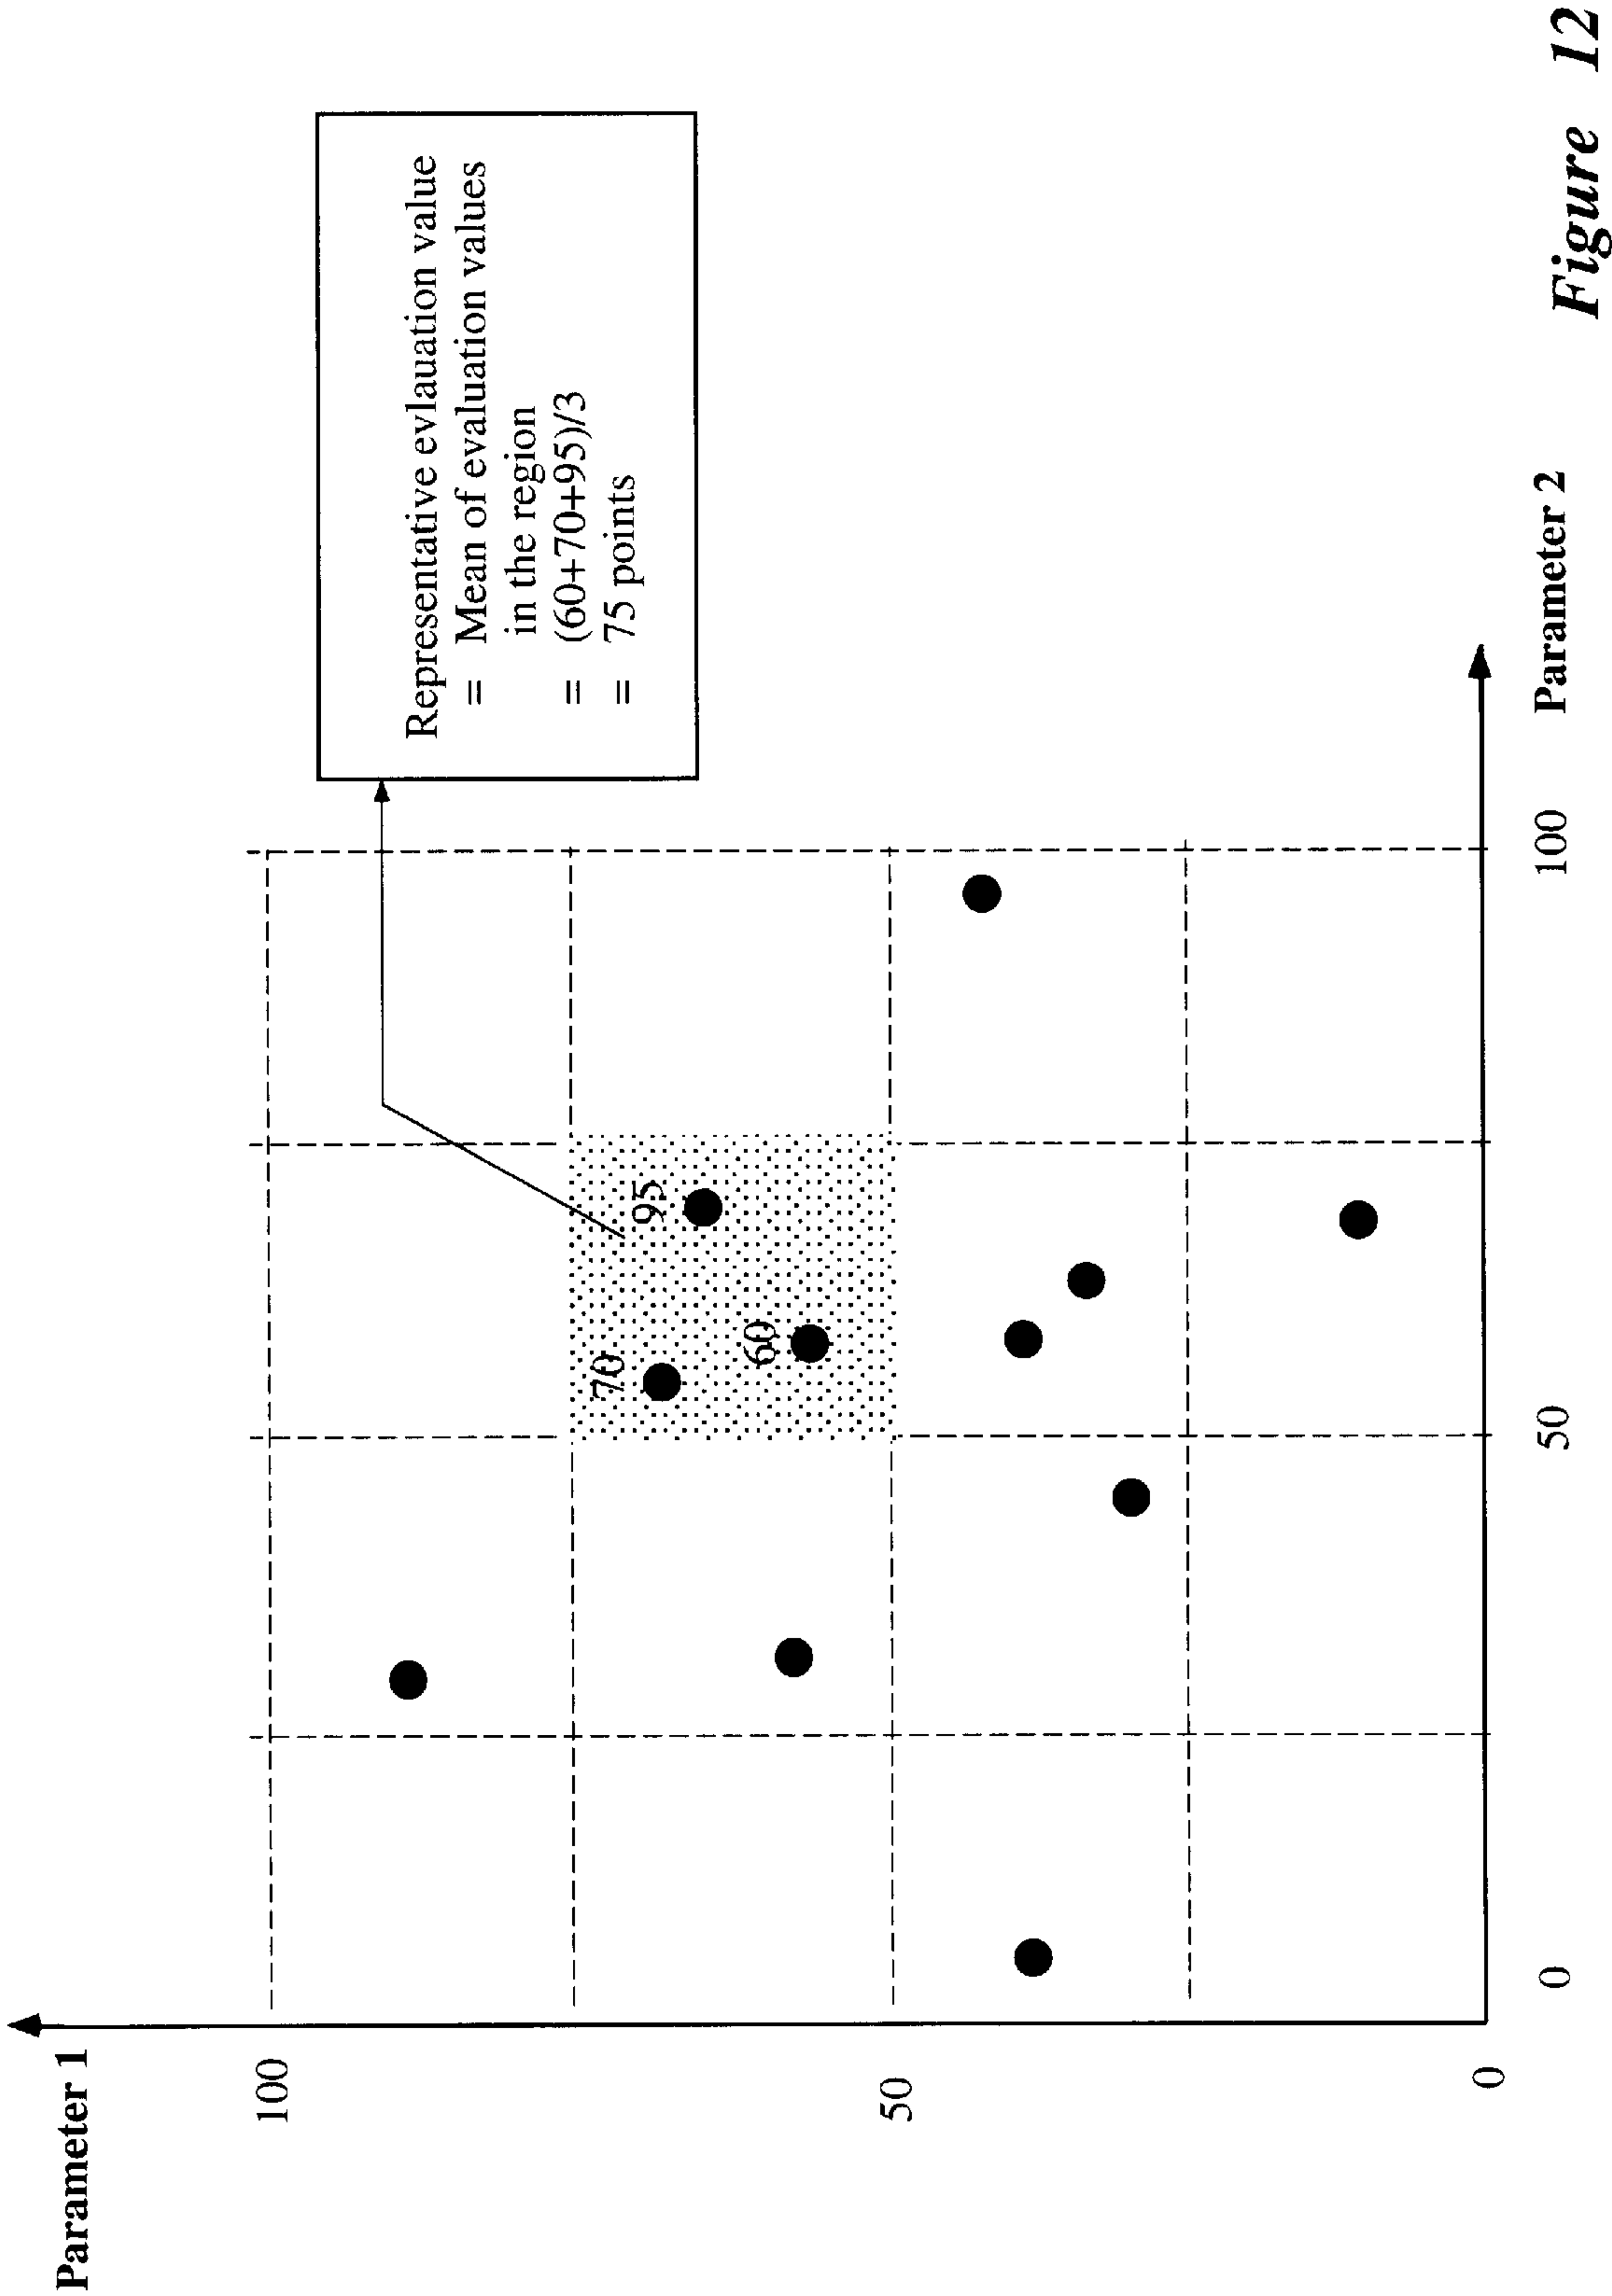 Parameter 1
100
Representative evlauation value
= Mean of evaluation values
in the region
= (60+70+95)/3
= 75 points
70
95
60
50
0
0
50
100
Parameter 2
Figure 12